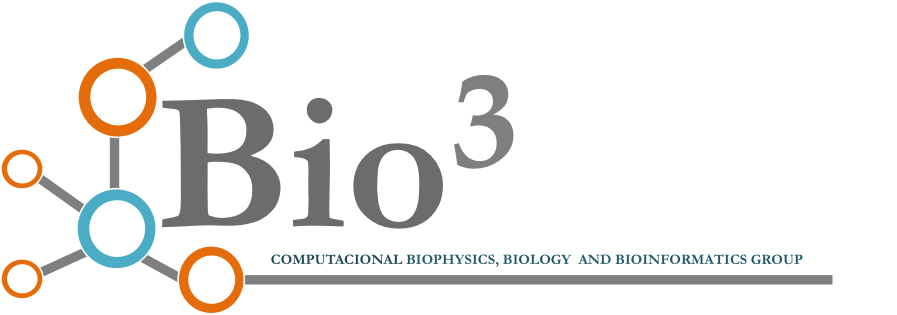 Bio³
COMPUTACIONAL BIOPHYSICS, BIOLOGY AND BIOINFORMATICS GROUP